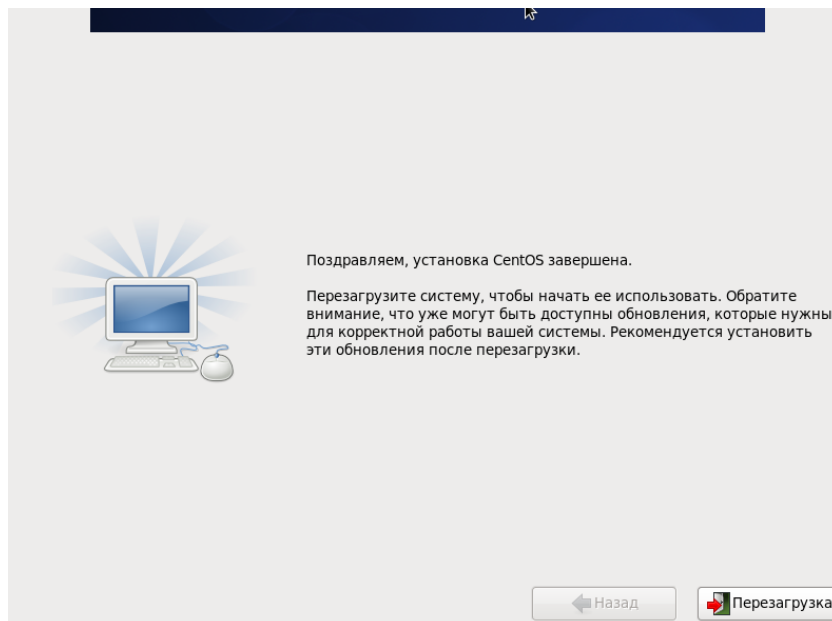 Поздравляем, установка CentOS завершена.
Перезагрузите систему, чтобы начать ее использовать. Обратите
внимание, что уже могут быть доступны обновления, которые нужны
для корректной работы вашей системы. Рекомендуется установить
эти обновления после перезагрузки.
Назад
Перезагрузка